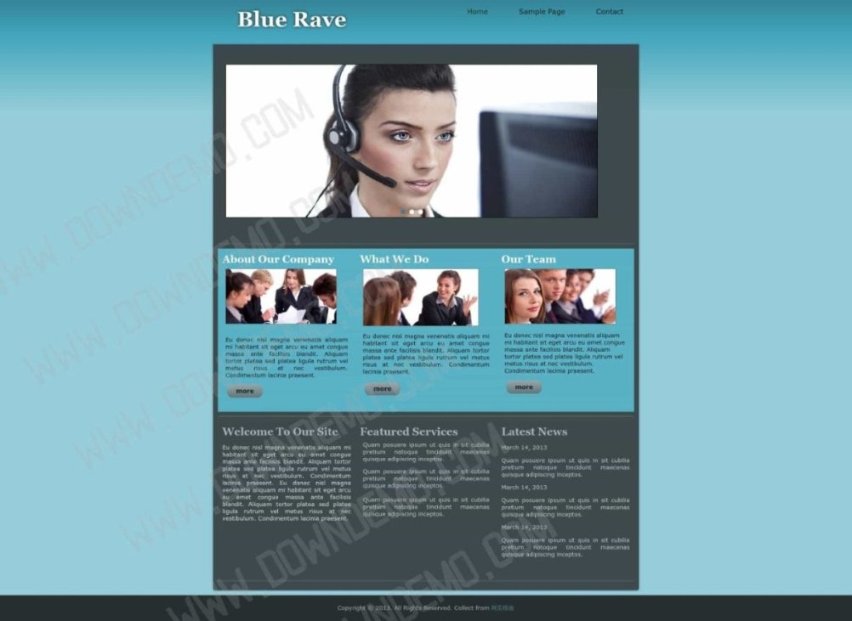 Blue Rave
Home Sample Page Contact
About Our Company
Eu donec nisl magna venenatis aliquam
mi habitant sit eget arcu eu amet congue
massa ante facilisis blandit. Aliquam
tortor platea sed platea ligula rutrum vel
metus risus at nec vestibulum.
Condimentum lacinia praesent.
more
What We Do
Eu donec nisl magna venenatis aliquam mi
habitant sit eget arcu eu amet congue
massa ante facilisis blandit. Aliquam tortor
platea sed platea ligula rutrum vel metus
risus at nec vestibulum. Condimentum
lacinia praesent.
more
Our Team
Eu donec nisl magna venenatis aliquam
mi habitant sit eget arcu eu amet congue
massa ante facilisis blandit. Aliquam
tortor platea sed platea ligula rutrum vel
metus risus at nec vestibulum.
Condimentum lacinia praesent.
more
Welcome To Our Site
Eu donec nisl magna venenatis aliquam mi
habitant sit eget arcu eu amet congue
massa ante facilisis blandit. Aliquam tortor
platea sed platea ligula rutrum vel metus
risus at nec vestibulum. Condimentum
lacinia praesent. Eu donec nisl magna
venenatis aliquam mi habitant sit eget arcu
eu amet congue massa ante facilisis
blandit. Aliquam tortor platea sed platea
ligula rutrum vel metus risus at nec
vestibulum. Condimentum lacinia praesent.
Featured Services
Quam posuere ipsum ut quis in sit cubilia
pretium natoque tincidunt maecenas
quisque adipiscing inceptos.
Quam posuere ipsum ut quis in sit cubilia
pretium natoque tincidunt maecenas
quisque adipiscing inceptos.
Quam posuere ipsum ut quis in sit cubilia
pretium natoque tincidunt maecenas
quisque adipiscing inceptos.
Latest News
March 14, 2013
Quam posuere ipsum ut quis in sit cubilia
pretium natoque tincidunt maecenas
quisque adipiscing inceptos.
March 14, 2013
Quam posuere ipsum ut quis in sit cubilia
pretium natoque tincidunt maecenas
quisque adipiscing inceptos.
March 14, 2013
Quam posuere ipsum ut quis in sit cubilia
pretium natoque tincidunt maecenas
quisque adipiscing inceptos.
Copyright © 2013. All Rights Reserved. Collect from 网页模板
WWW.DOWNDEMO.COM
WWW.DOWNDEMO.COM
WWW.DOWNDEMO.COM
WWW.DOWNDEMO.COM